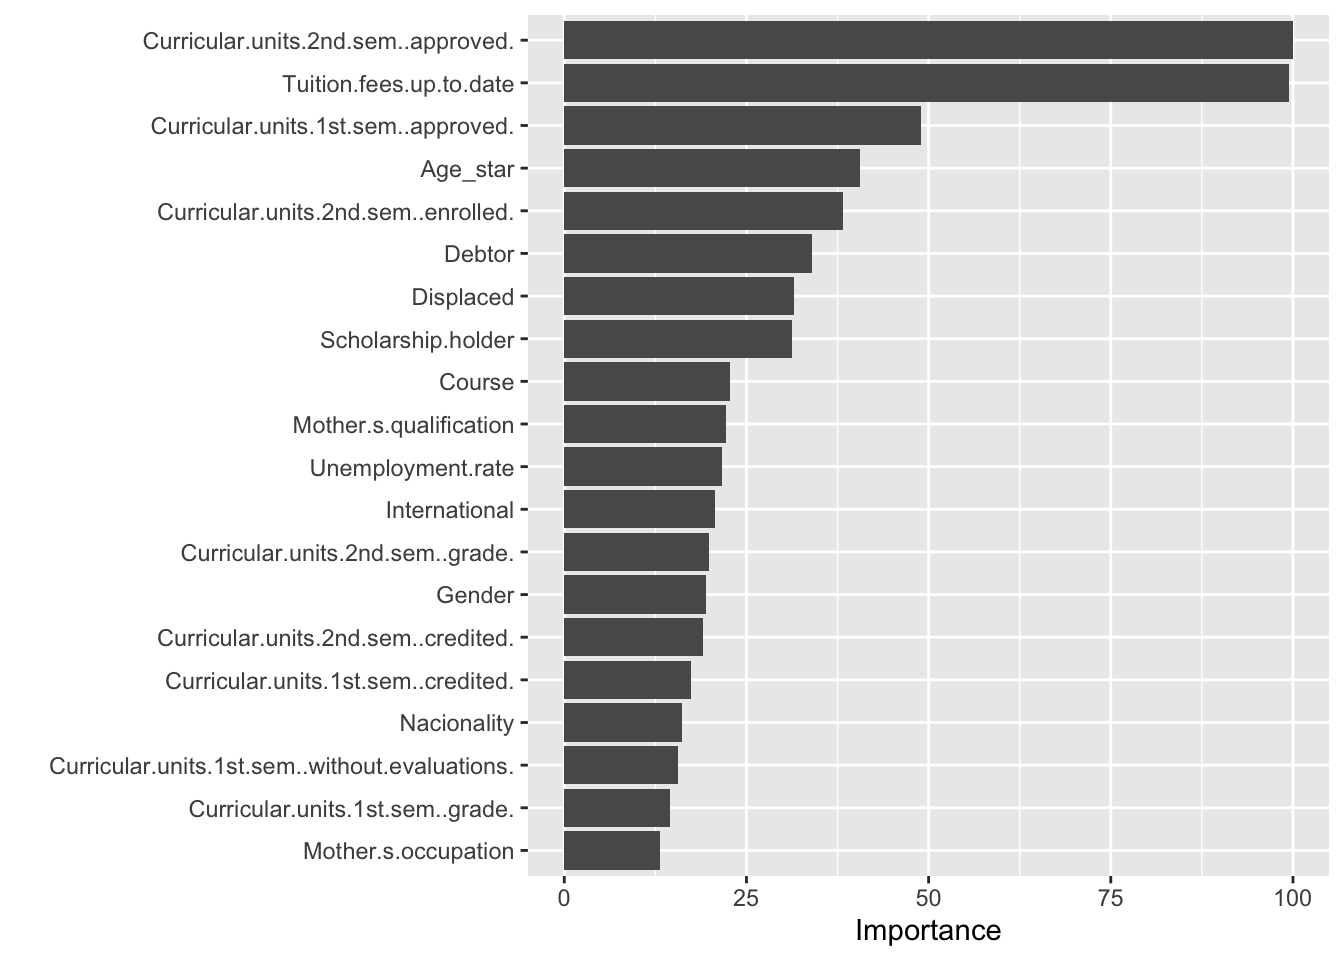 Curricular.units.2nd.sem..approved.
Tuition.fees.up.to.date
Curricular.units.1st.sem..approved.
Age_star
Curricular.units.2nd.sem..enrolled.
Debtor
Displaced
Scholarship.holder
Course
Mother.s.qualification
Unemployment.rate
International
Curricular.units.2nd.sem..grade.
Gender
Curricular.units.2nd.sem..credited.
Curricular.units.1st.sem..credited.
Nacionality
Curricular.units.1st.sem..without.evaluations.
Curricular.units.1st.sem..grade.
Mother.s.occupation
0 25 50 75 100
Importance